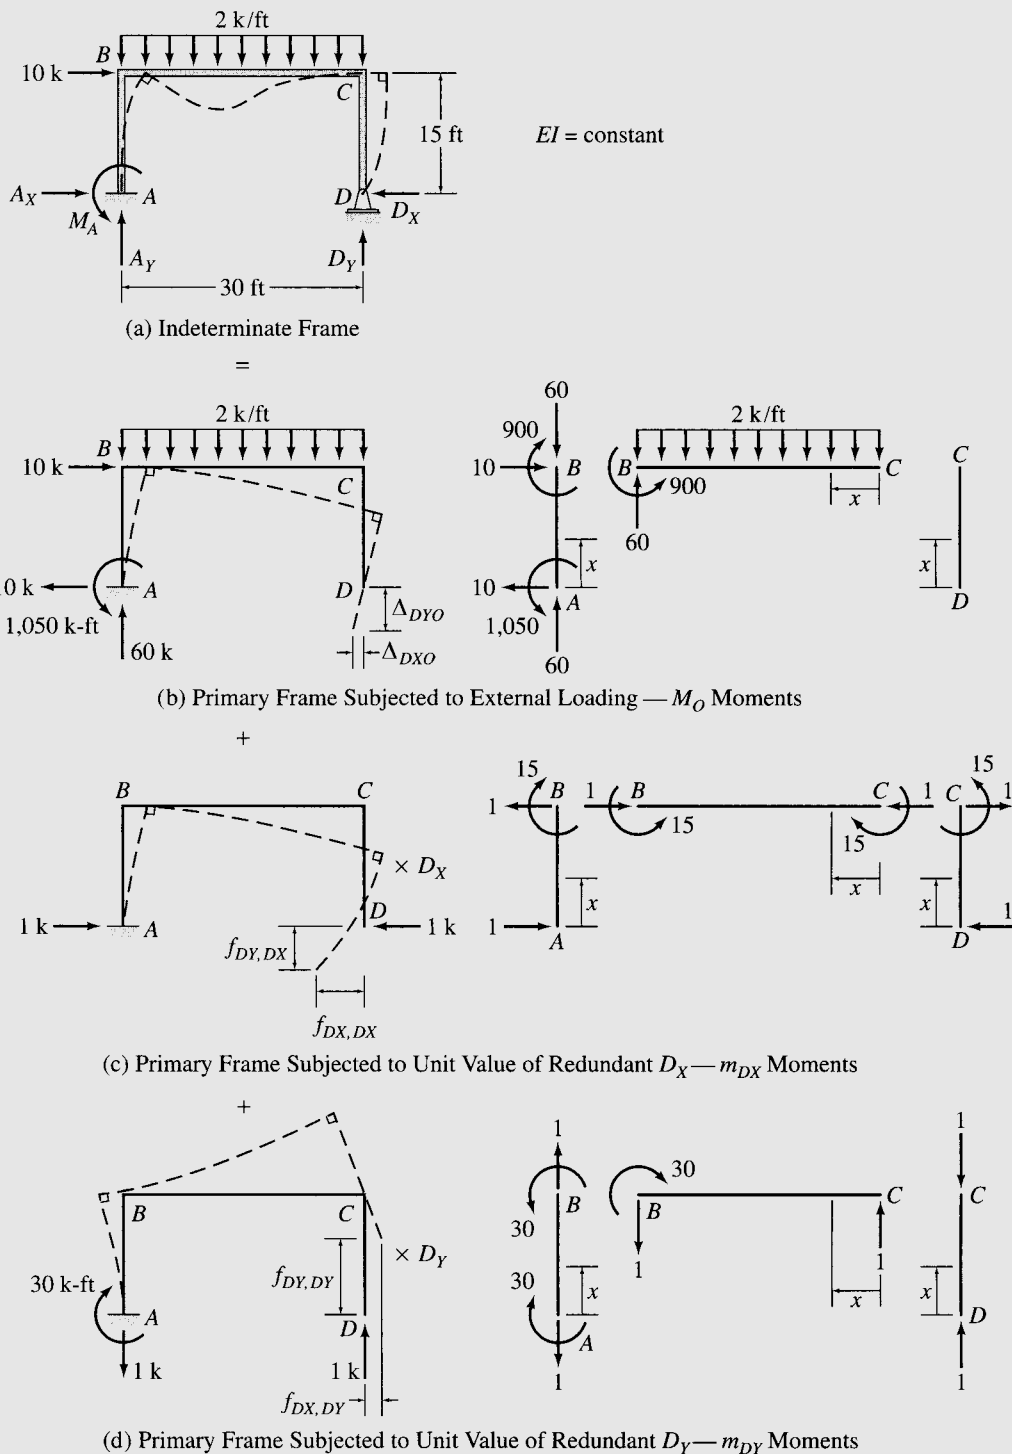 2 k/ft
B
10 k
C
15 ft
EI = constant
A_X
A
M_A
D
D_X
A_Y
D_Y
30 ft
(a) Indeterminate Frame
=
60
2 k/ft
900
2 k/ft
B
10 k
10
B
B
C
C
C
900
x
60
x
x
0 k
A
D
10
A
D
Δ_DYO
1,050 k-ft
1,050
60 k
Δ_DXO
60
(b) Primary Frame Subjected to External Loading — M_O Moments
+
15
15
B
C
1
B
1
B
C
1
C
1
15
15
× D_X
x
x
x
D
1 k
A
1 k
1
A
D
1
f_DY, DX
f_DX, DX
(c) Primary Frame Subjected to Unit Value of Redundant D_X — m_DX Moments
+
1
1
30
B
C
B
B
C
C
30
× D_Y
1
1
f_DY, DY
30 k-ft
30
x
x
x
A
D
A
D
1 k
1 k
1
1
f_DX, DY
(d) Primary Frame Subjected to Unit Value of Redundant D_Y — m_DY Moments